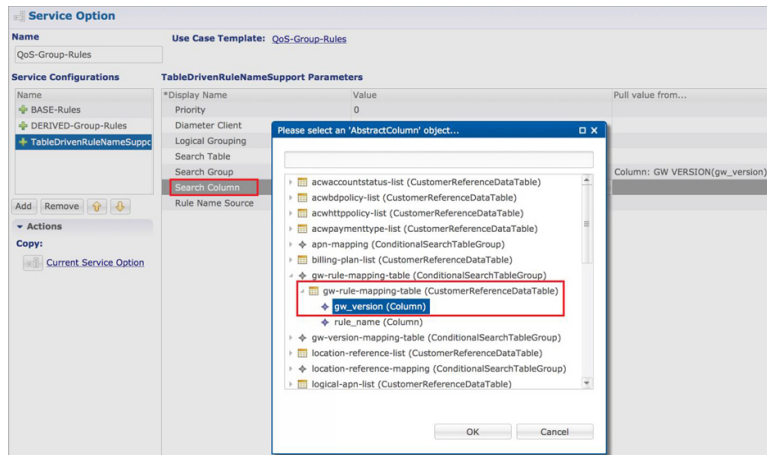 Service Option
Name
Use Case Template: QoS-Group-Rules
QoS-Group-Rules
Service Configurations
TableDrivenRuleNameSupport Parameters
Name
*Display Name Value Pull value from...
BASE-Rules
Priority 0
DERIVED-Group-Rules
Diameter Client
TableDrivenRuleNameSuppc
Logical Grouping
Search Table
Search Group Column: GW VERSION(gw_version)
Search Column
Rule Name Source
Add Remove
Actions
Copy:
Current Service Option
Please select an 'AbstractColumn' object...
acwaccountstatus-list (CustomerReferenceDataTable)
acwbdpolicy-list (CustomerReferenceDataTable)
acwhttppolicy-list (CustomerReferenceDataTable)
acwpaymenttype-list (CustomerReferenceDataTable)
apn-mapping (ConditionalSearchTableGroup)
billing-plan-list (CustomerReferenceDataTable)
gw-rule-mapping-table (ConditionalSearchTableGroup)
gw-rule-mapping-table (CustomerReferenceDataTable)
gw_version (Column)
rule_name (Column)
gw-version-mapping-table (ConditionalSearchTableGroup)
location-reference-list (CustomerReferenceDataTable)
location-reference-mapping (ConditionalSearchTableGroup)
logical-apn-list (CustomerReferenceDataTable)
OK Cancel